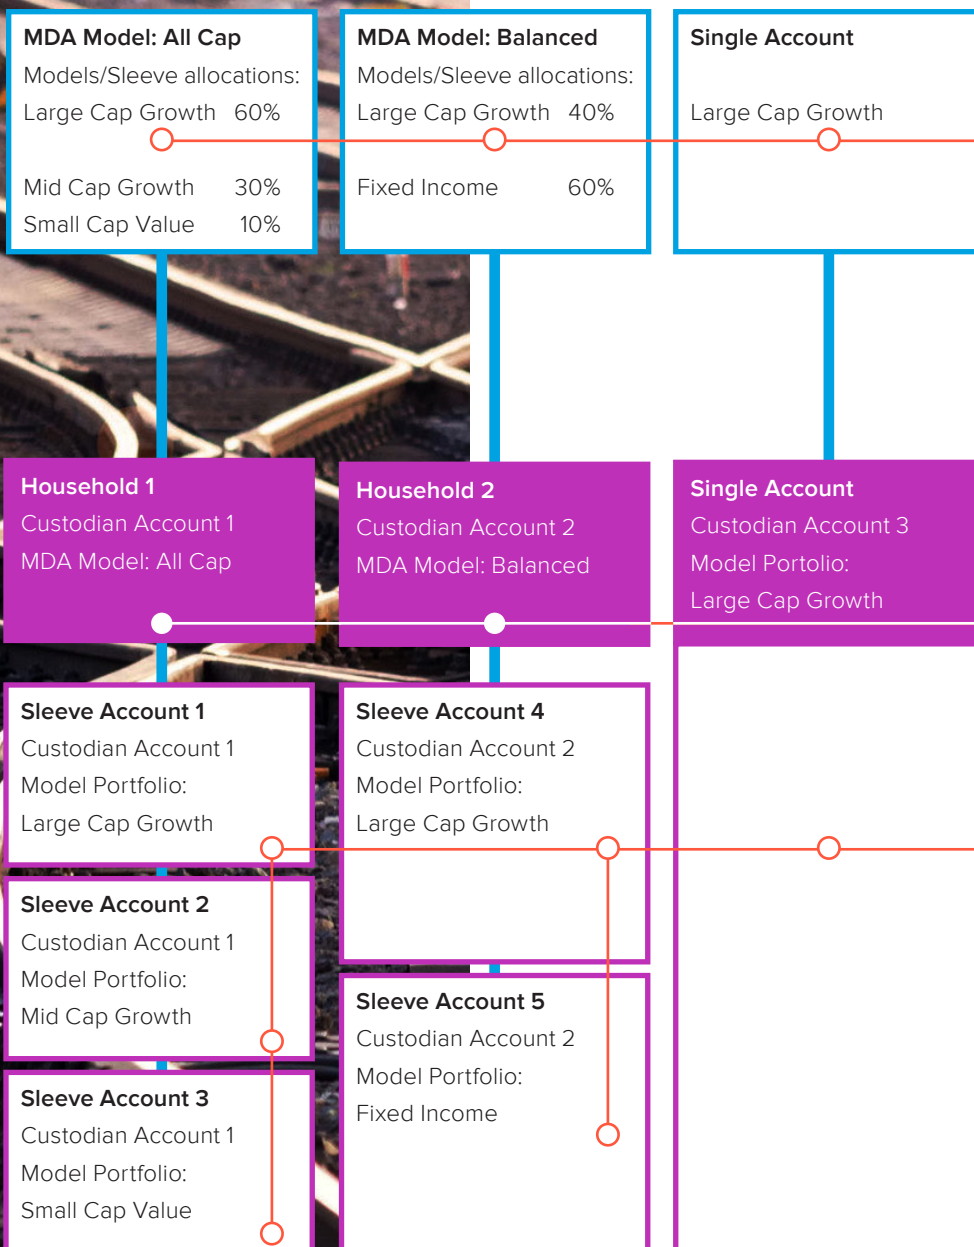 MDA Model: All Cap
Models/Sleeve allocations:
Large Cap Growth 60%
Mid Cap Growth 30%
Small Cap Value 10%
MDA Model: Balanced
Models/Sleeve allocations:
Large Cap Growth 40%
Fixed Income 60%
Single Account
Large Cap Growth
Household 1
Custodian Account 1
MDA Model: All Cap
Household 2
Custodian Account 2
MDA Model: Balanced
Single Account
Custodian Account 3
Model Portolio:
Large Cap Growth
Sleeve Account 1
Custodian Account 1
Model Portfolio:
Large Cap Growth
Sleeve Account 2
Custodian Account 1
Model Portfolio:
Mid Cap Growth
Sleeve Account 3
Custodian Account 1
Model Portfolio:
Small Cap Value
Sleeve Account 4
Custodian Account 2
Model Portfolio:
Large Cap Growth
Sleeve Account 5
Custodian Account 2
Model Portfolio:
Fixed Income